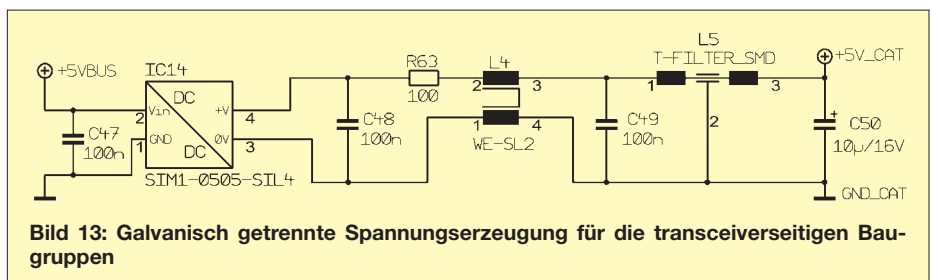 L5
T-FILTER_SMD
+5VBUS
IC14
R63
L4
+5V_CAT
DC
100
2
3
1
3
2
Vin
+V
4
C47
100n
1
GND
0V
3
DC
C48
100n
1
4
WE-SL2
C49
100n
2
+
C50
10µ/16V
SIM1-0505-SIL4
GND_CAT
Bild 13: Galvanisch getrennte Spannungserzeugung für die transceiverseitigen Bau-
gruppen